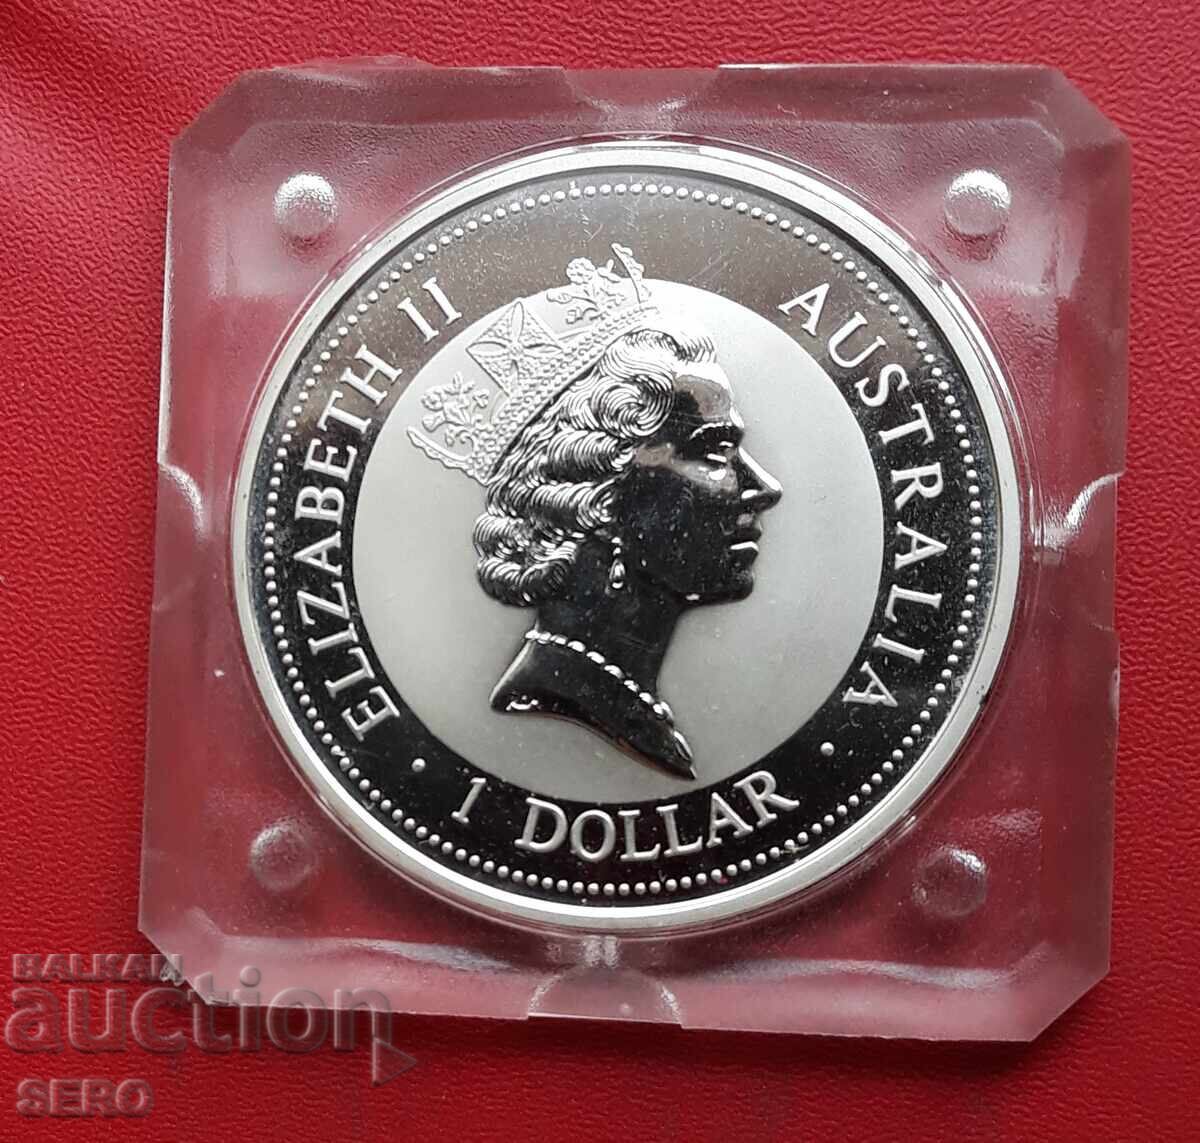 ELIZABETH II
AUSTRALIA
· 1 DOLLAR ·
BALKAN
auction
SERO